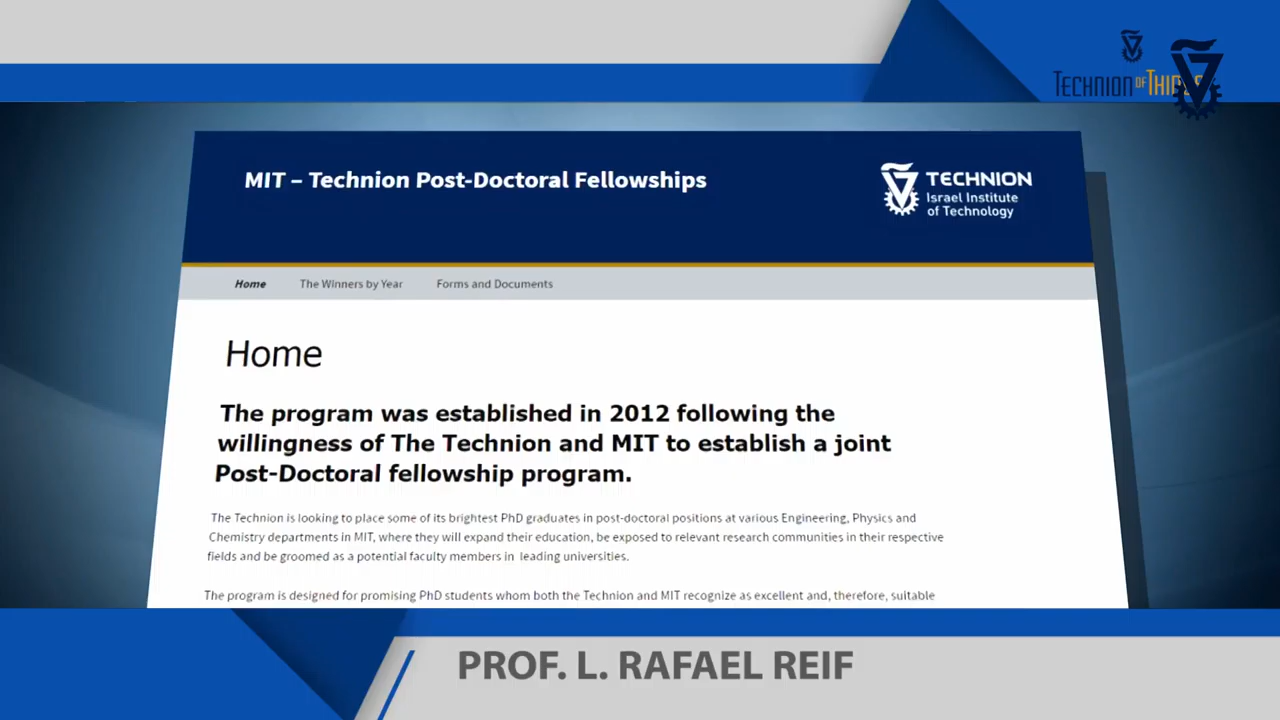 TECHNION OF THINGS
MIT – Technion Post-Doctoral Fellowships
TECHNION
Israel Institute
of Technology
Home The Winners by Year Forms and Documents
Home
The program was established in 2012 following the
willingness of The Technion and MIT to establish a joint
Post-Doctoral fellowship program.
The Technion is looking to place some of its brightest PhD graduates in post-doctoral positions at various Engineering, Physics and
Chemistry departments in MIT, where they will expand their education, be exposed to relevant research communities in their respective
fields and be groomed as a potential faculty members in leading universities.
The program is designed for promising PhD students whom both the Technion and MIT recognize as excellent and, therefore, suitable
PROF. L. RAFAEL REIF